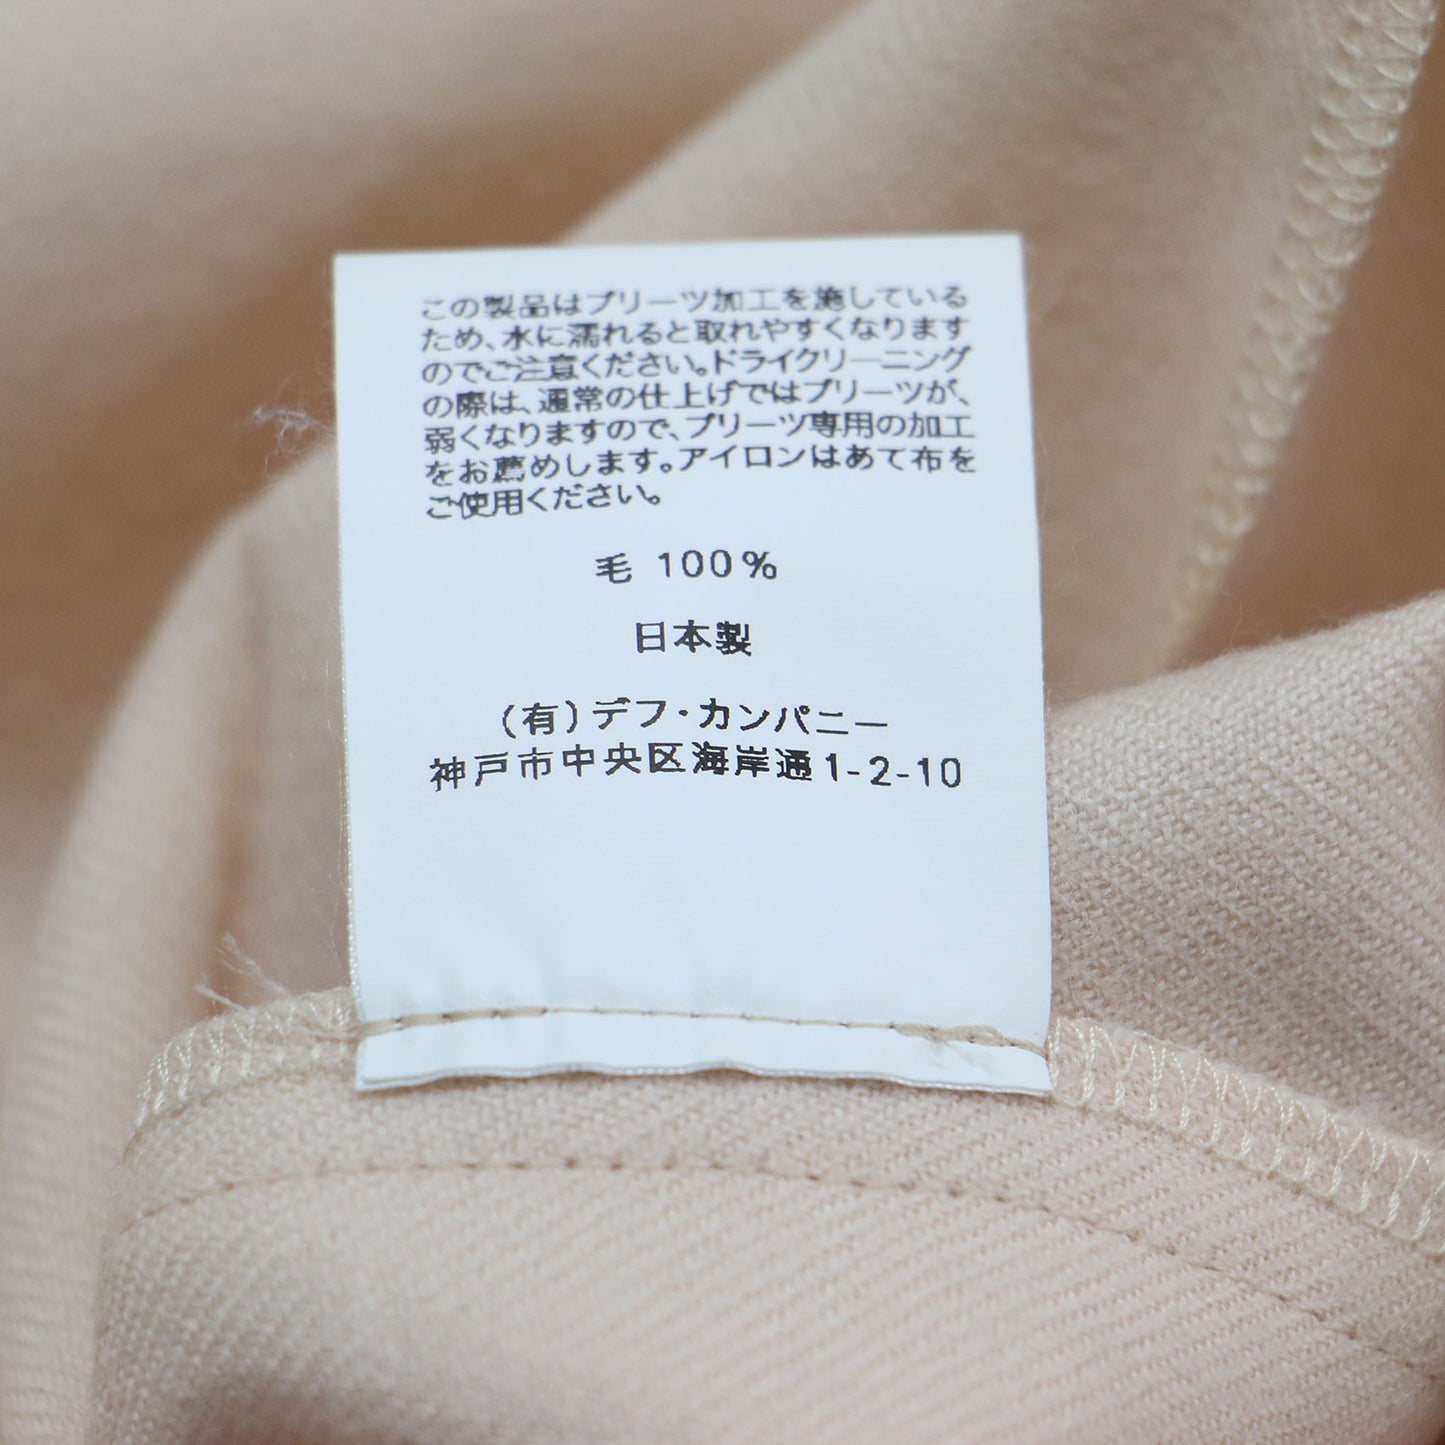 この製品はプリーツ加工を施している
ため、水に濡れると取れやすくなります
のでご注意ください。ドライクリーニング
の際は、通常の仕上げではプリーツが、
弱くなりますので、プリーツ専用の加工
をお薦めします。アイロンはあて布を
ご使用ください。
毛 100%
日本製
(有)デフ・カンパニー
神戸市中央区海岸通1-2-10